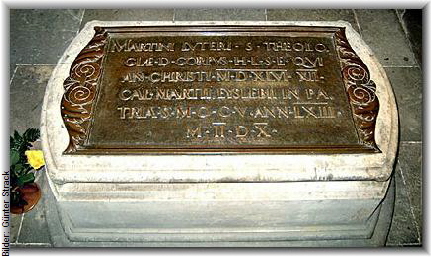 MARTINI LVTERI · S · THEOLO
GIÆ · D · CORPVS · H · L · S · E · QVI
AN · CHRISTI · M · D · XLVI · XII ·
CAL · MARTII · EYSLEBII · IN PA
TRIA · S · M · O · C · V · ANN · LXIII ·
M · II · D · X ·
Bilder: Günter Strack